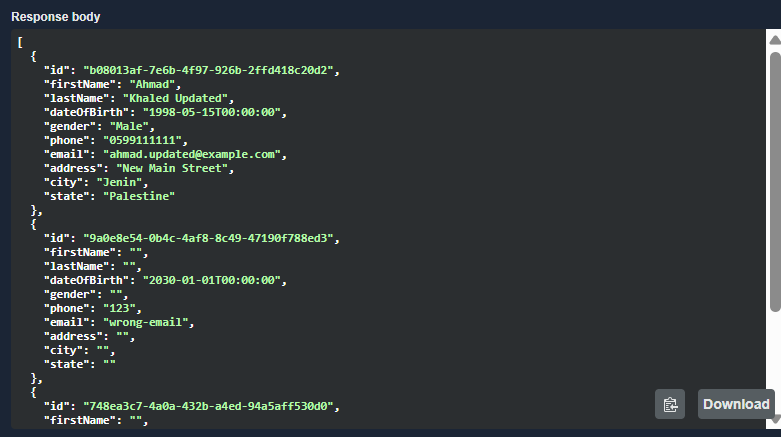 Response body
[
  {
    "id": "b08013af-7e6b-4f97-926b-2ffd418c20d2",
    "firstName": "Ahmad",
    "lastName": "Khaled Updated",
    "dateOfBirth": "1998-05-15T00:00:00",
    "gender": "Male",
    "phone": "0599111111",
    "email": "ahmad.updated@example.com",
    "address": "New Main Street",
    "city": "Jenin",
    "state": "Palestine"
  },
  {
    "id": "9a0e8e54-0b4c-4af8-8c49-47190f788ed3",
    "firstName": "",
    "lastName": "",
    "dateOfBirth": "2030-01-01T00:00:00",
    "gender": "",
    "phone": "123",
    "email": "wrong-email",
    "address": "",
    "city": "",
    "state": ""
  },
  {
    "id": "748ea3c7-4a0a-432b-a4ed-94a5aff530d0",
    "firstName": "",
Download